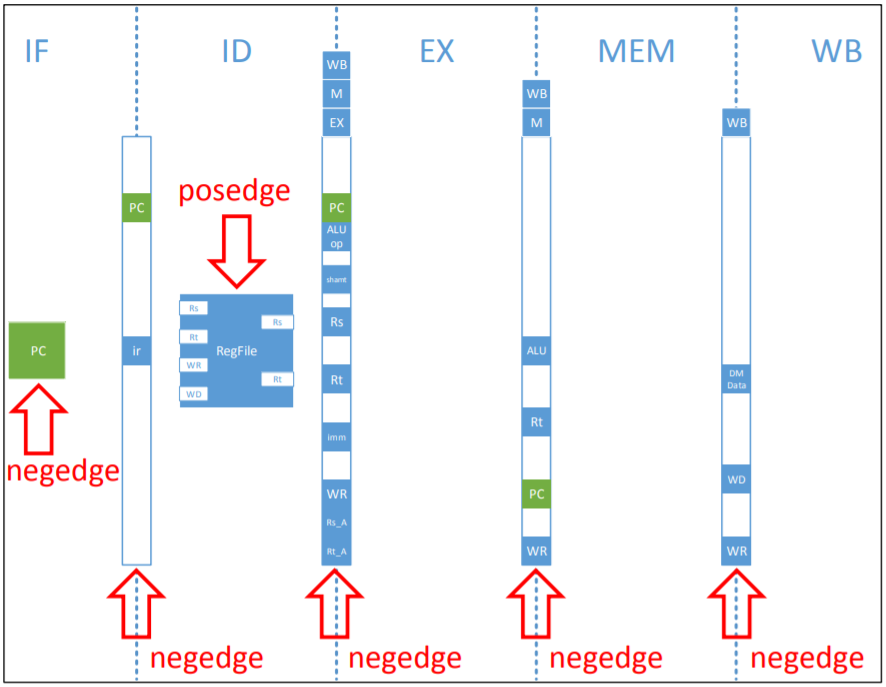 IF
ID
EX
MEM
WB
WB
M
EX
WB
M
WB
posedge
PC
PC
ALU
op
shamt
Rs
Rt
WR
WD
RegFile
Rs
Rt
PC
negedge
ir
Rs
Rt
imm
WR
Rs_A
Rt_A
ALU
Rt
PC
WR
DM
Data
WD
WR
negedge
negedge
negedge
negedge